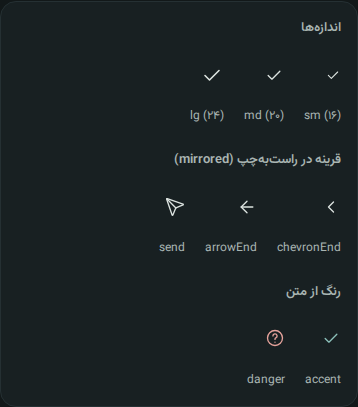 اندازه‌ها
sm (۱۶) md (۲۰) lg (۲۴)
قرینه در راست‌به‌چپ (mirrored)
chevronEnd arrowEnd send
رنگ از متن
accent danger